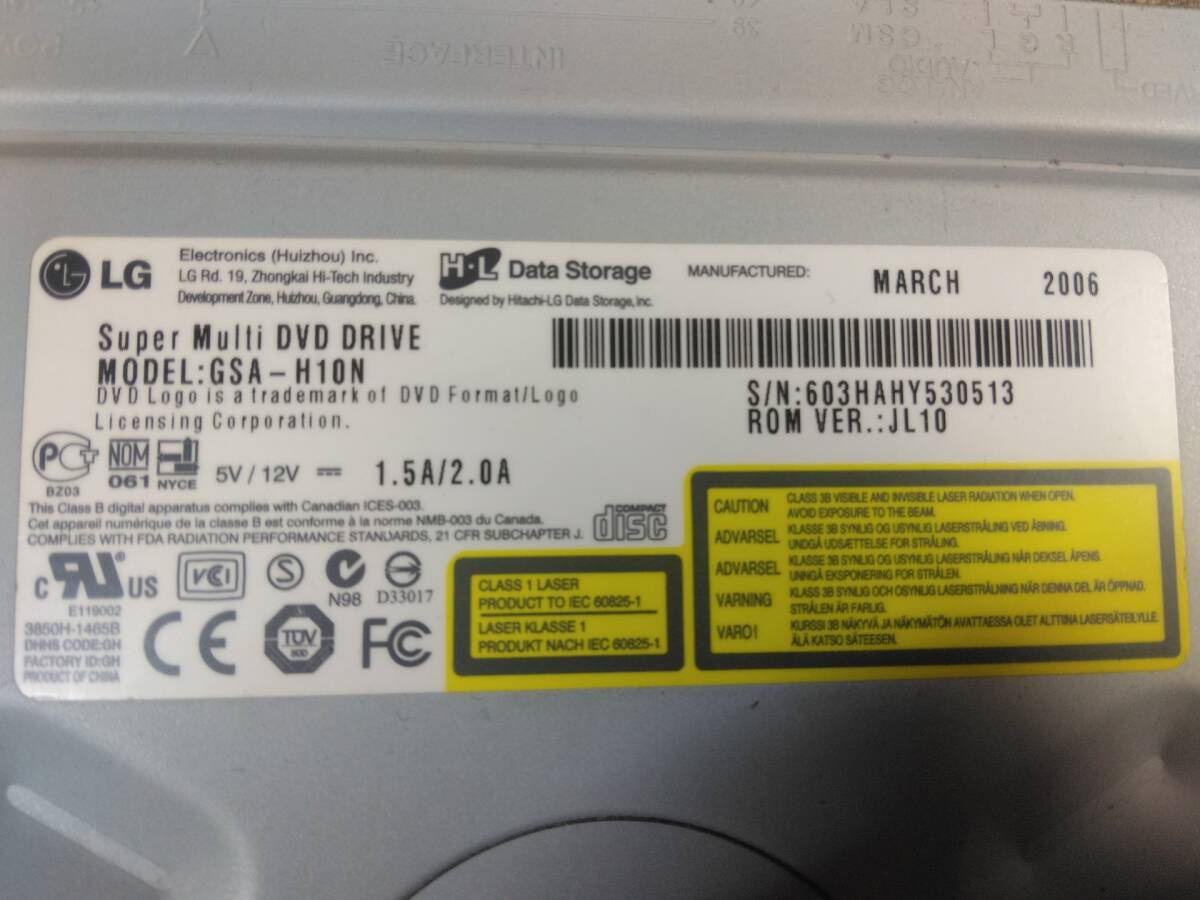 INTERFACE
39
CSM
AUDIO
LG
Electronics (Huizhou) Inc.
LG Rd. 19, Zhongkai Hi-Tech Industry
Development Zone, Huizhou, Guangdong, China.
H·L Data Storage
Designed by Hitachi-LG Data Storage, Inc.
MANUFACTURED: MARCH 2006
Super Multi DVD DRIVE
MODEL:GSA-H10N
DVD Logo is a trademark of DVD Format/Logo
Licensing Corporation.
S/N:603HAHY530513
ROM VER.:JL10
PCT
BZ03
NOM
061
NYCE
5V / 12V
1.5A/2.0A
This Class B digital apparatus complies with Canadian ICES-003.
Cet appareil numérique de la classe B est conforme à la norme NMB-003 du Canada.
COMPLIES WITH FDA RADIATION PERFORMANCE STANDARDS, 21 CFR SUBCHAPTER J.
COMPACT
disc
c RU US
E119002
VCI
S
N98
D33017
3850H-1465B
DHHS CODE:GH
FACTORY ID:GH
PRODUCT OF CHINA
CE
TÜV
FC
CLASS 1 LASER
PRODUCT TO IEC 60825-1
LASER KLASSE 1
PRODUKT NACH IEC 60825-1
CAUTION CLASS 3B VISIBLE AND INVISIBLE LASER RADIATION WHEN OPEN.
AVOID EXPOSURE TO THE BEAM.
ADVARSEL KLASSE 3B SYNLIG OG USYNLIG LASERSTRÅLING VED ÅBNING.
UNDGÅ UDSÆTTELSE FOR STRÅLING.
ADVARSEL KLASSE 3B SYNLIG OG USYNLIG LASERSTRÅLING NÅR DEKSEL ÅPENS.
UNNGÅ EKSPONERING FOR STRÅLEN.
VARNING KLASS 3B SYNLIG OCH OSYNLIG LASERSTRÅLNING NÄR DENNA DEL ÄR ÖPPNAD.
STRÅLEN ÄR FARLIG.
VARO! KURSSI 3B NÄKYVÄ JA NÄKYMÄTÖN AVATTAESSA OLET ALTTIINA LASERSÄTEILYLLE.
ÄLÄ KATSO SÄTEESEN.